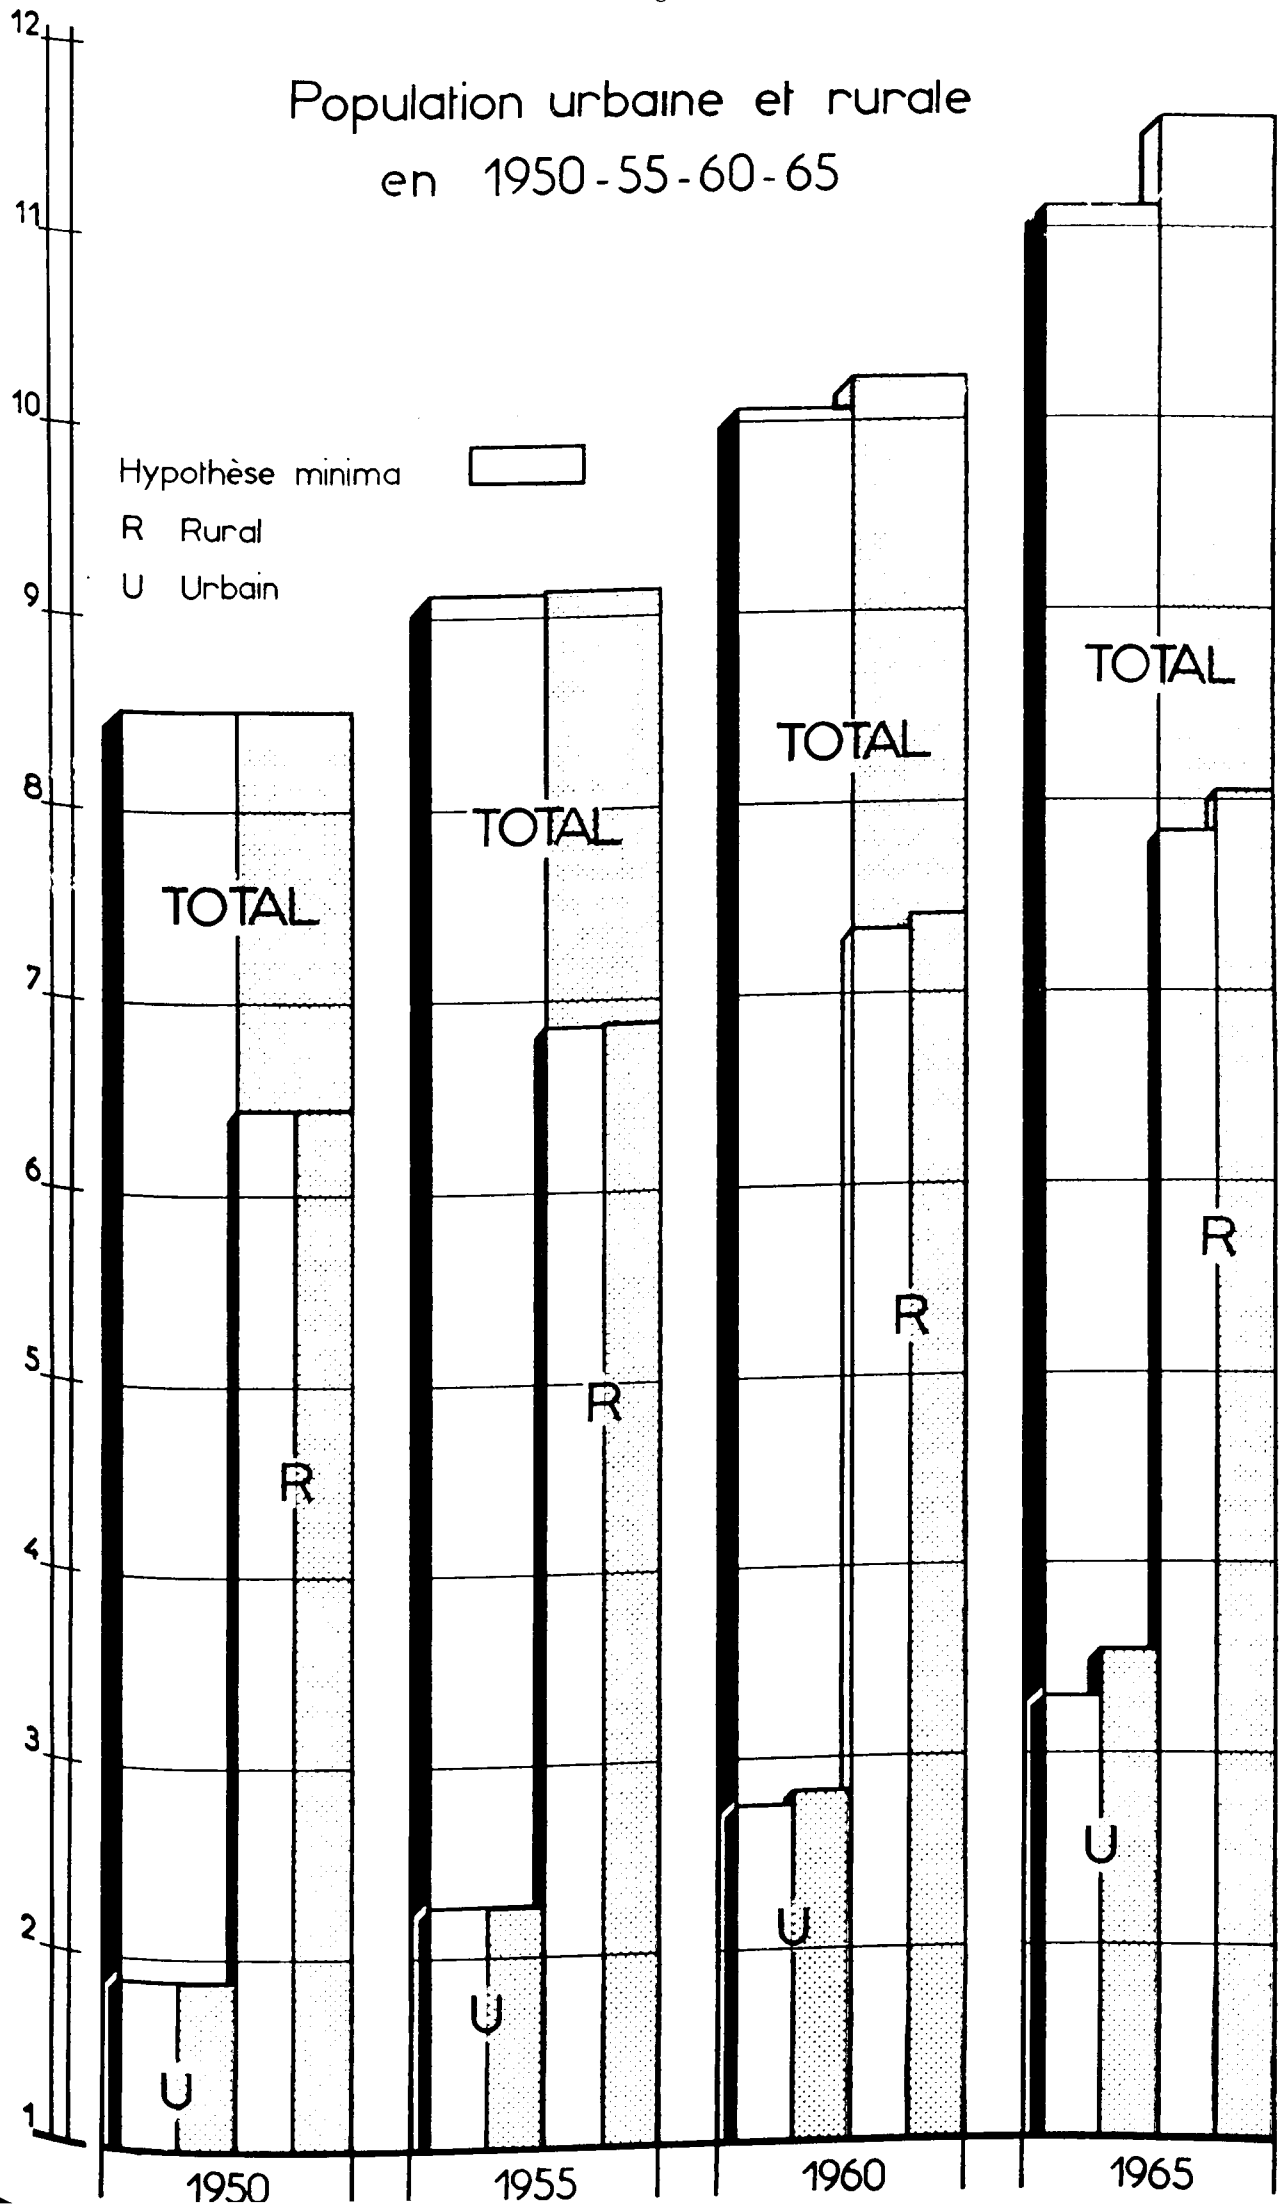 12
Population urbaine et rurale
en 1950-55-60-65
11
10
Hypothèse minima
R Rural
U Urbain
9
TOTAL
TOTAL
8
TOTAL
TOTAL
7
6
R
R
5
R
R
4
3
U
2
U
U
U
1
1950
1955
1960
1965